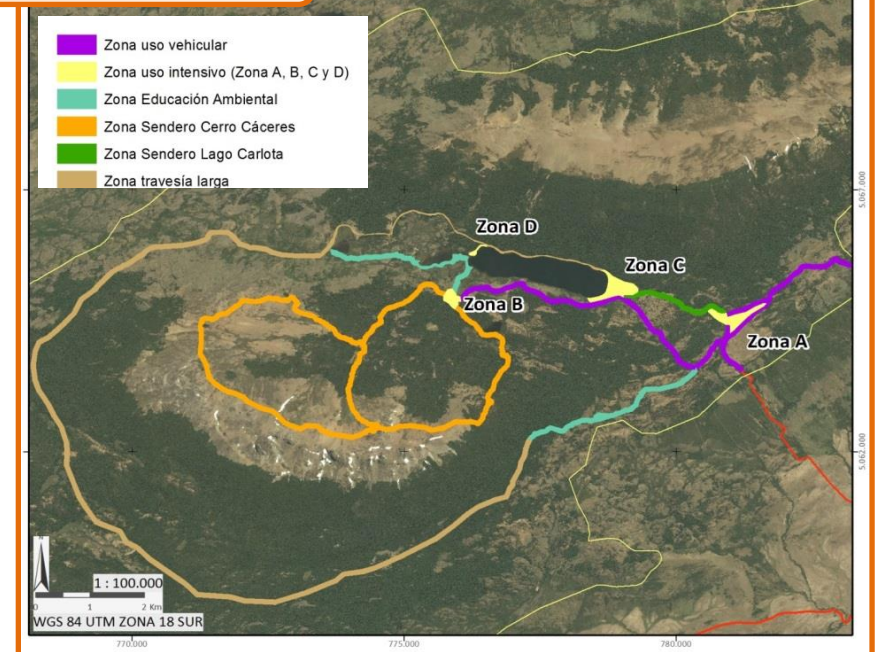 Zona uso vehicular
Zona uso intensivo (Zona A, B, C y D)
Zona Educación Ambiental
Zona Sendero Cerro Cáceres
Zona Sendero Lago Carlota
Zona travesía larga
Zona D
Zona C
Zona B
Zona A
5.067.000
5.062.000
1 : 100.000
0 1 2 Km
WGS 84 UTM ZONA 18 SUR
770.000 775.000 780.000